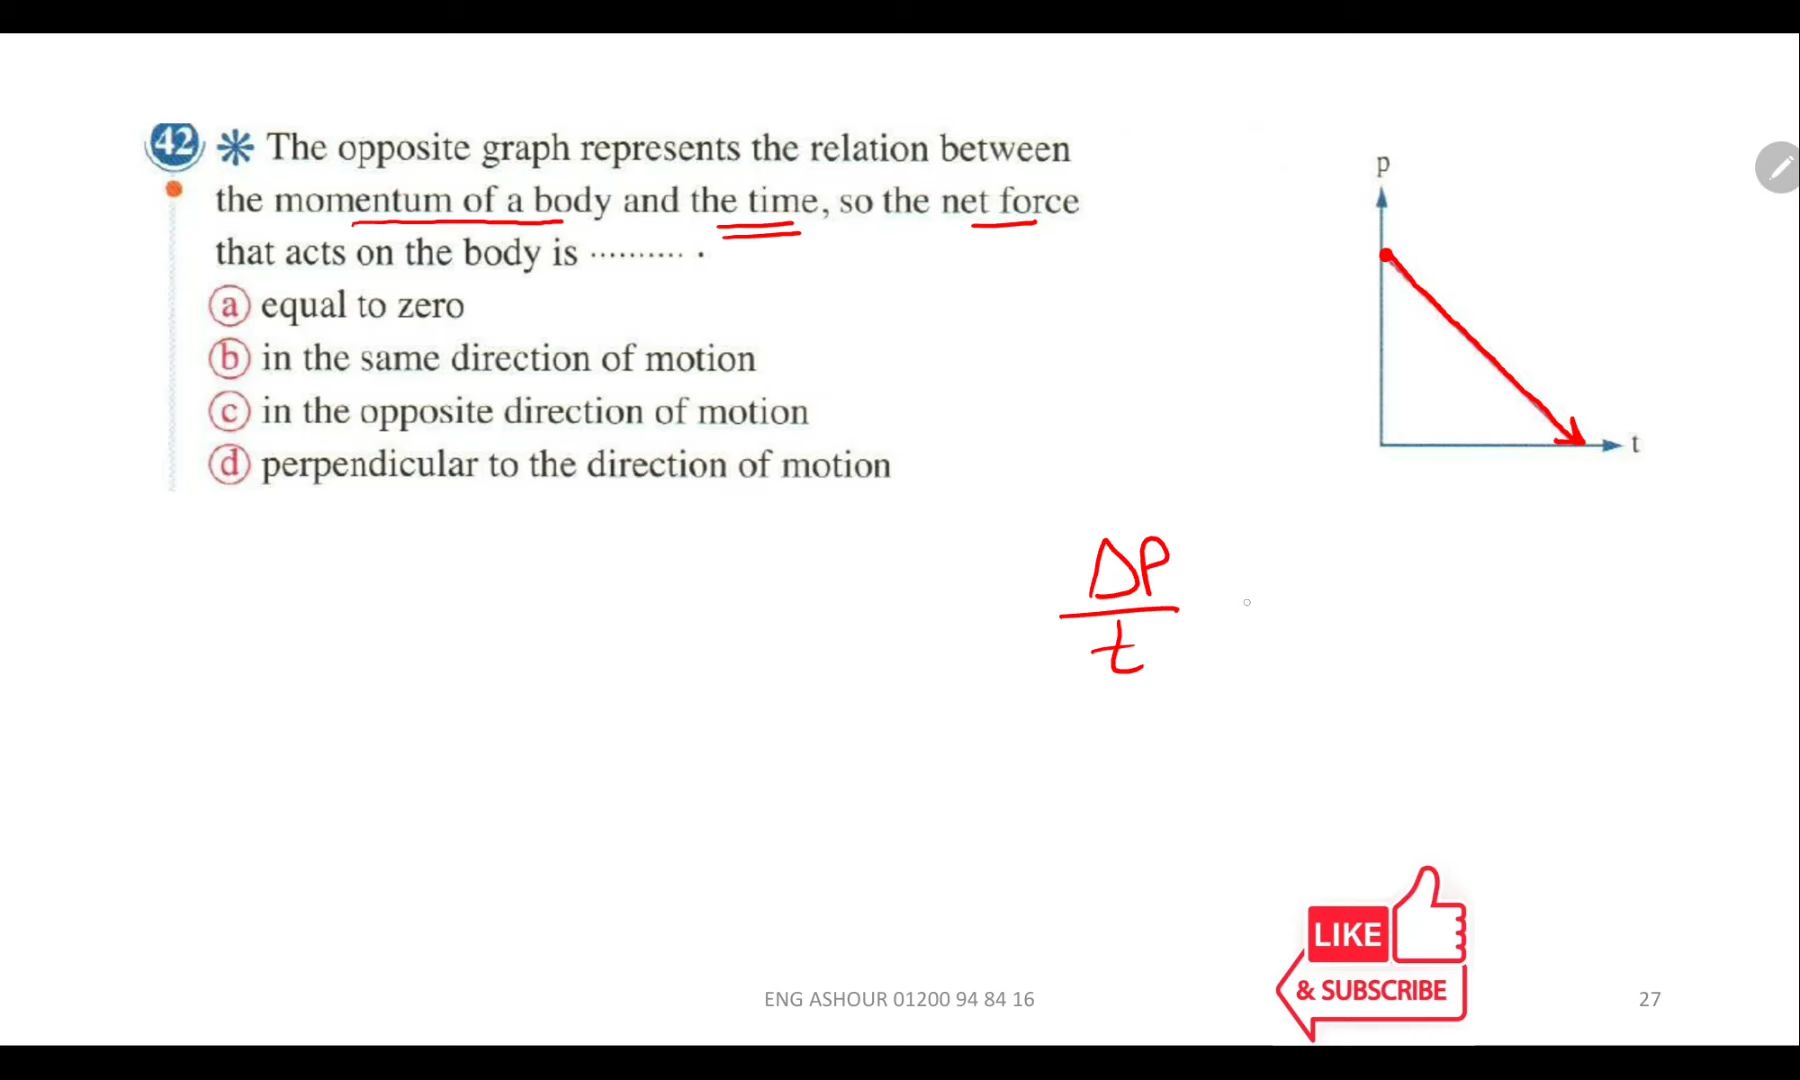 42 * The opposite graph represents the relation between
the momentum of a body and the time, so the net force
that acts on the body is .......... .
a equal to zero
b in the same direction of motion
c in the opposite direction of motion
d perpendicular to the direction of motion
p
t
ΔP
t
LIKE
& SUBSCRIBE
ENG ASHOUR 01200 94 84 16
27